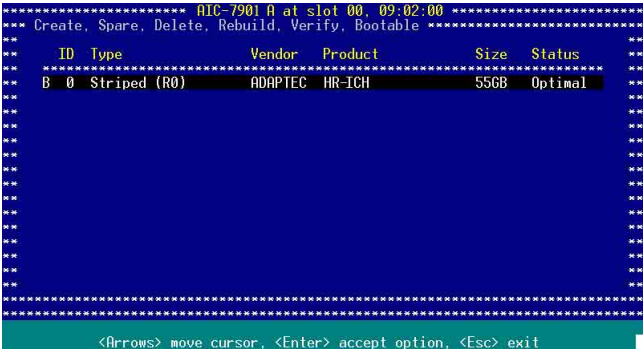 AIC-7901 A at slot 00, 09:02:00
Create, Spare, Delete, Rebuild, Verify, Bootable
ID Type Vendor Product Size Status
B 0 Striped (R0) ADAPTEC HR-ICH 55GB Optimal
<Arrows> move cursor, <Enter> accept option, <Esc> exit